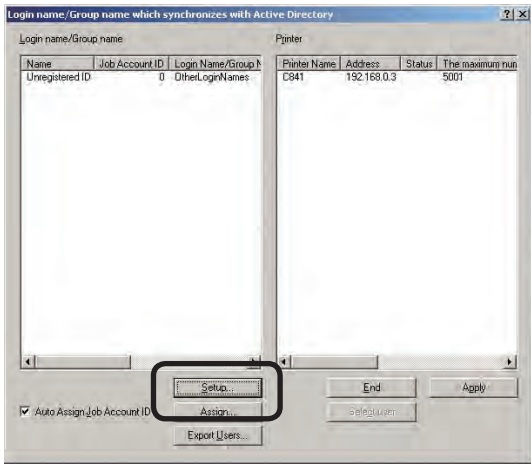 Login name/Group name which synchronizes with Active Directory
Login name/Group name
Name Job Account ID Login Name/Group N
Unregistered ID 0 OtherLoginNames
Printer
Printer Name Address Status The maximum num
C841 192.168.0.3 5001
Setup...
End
Apply
Auto Assign Job Account ID
Assign...
Select user
Export Users...